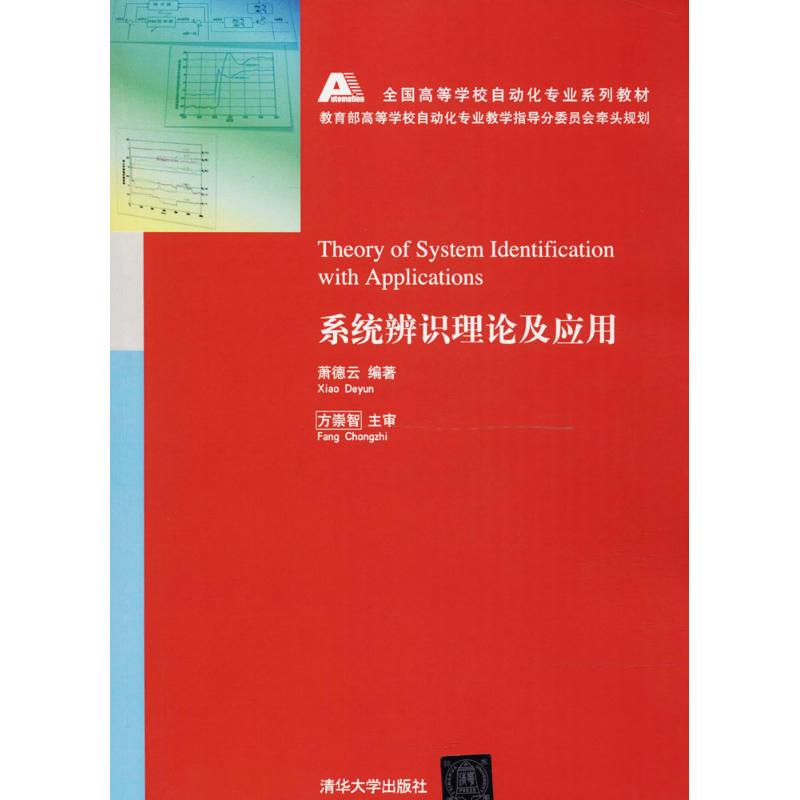 Automation
全国高等学校自动化专业系列教材
教育部高等学校自动化专业教学指导分委员会牵头规划
Theory of System Identification
with Applications
系统辨识理论及应用
萧德云 编著
Xiao Deyun
方崇智 主审
Fang Chongzhi
清华大学出版社